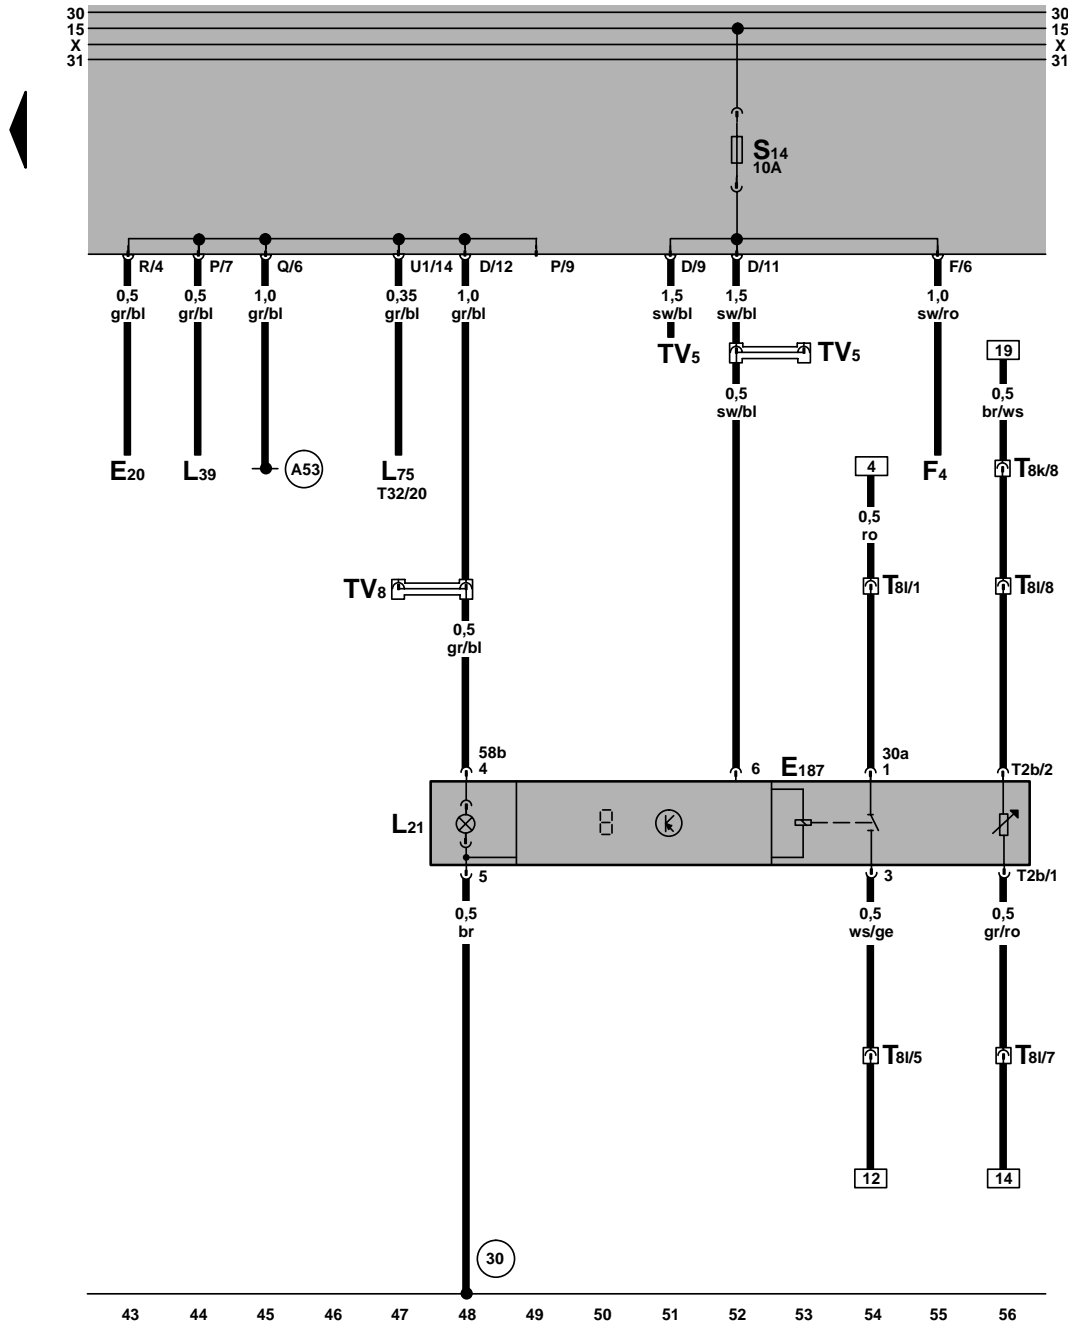 30 30
15 15
X X
31 31
S14
10A
R/4 P/7 Q/6 U1/14 D/12 P/9 D/9 D/11 F/6
0,5 0,5 1,0 0,35 1,0 1,5 1,5 1,0
gr/bl gr/bl gr/bl gr/bl gr/bl sw/bl sw/bl sw/ro
TV5 TV5 19
0,5 0,5
sw/bl br/ws
E20 L39 A53 L75 4 F4 T8k/8
T32/20
0,5
ro
TV8 T8l/1 T8l/8
0,5
gr/bl
58b 30a
4 6 E187 1 T2b/2
L21 8 K
5 3 T2b/1
0,5 0,5 0,5
br ws/ge gr/ro
T8l/5 T8l/7
12 14
30
43 44 45 46 47 48 49 50 51 52 53 54 55 56